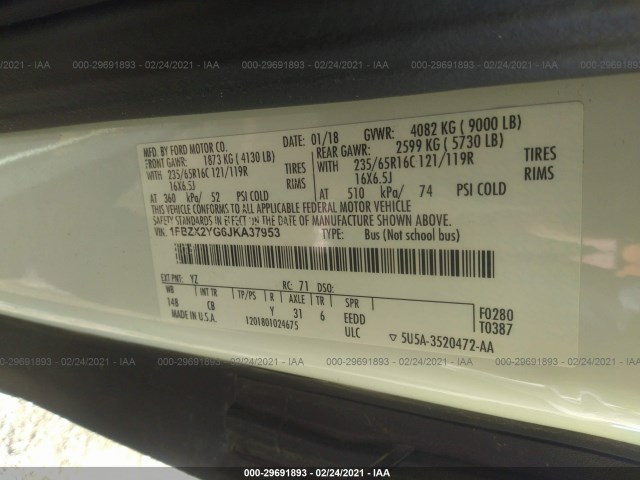 000-29691893 - 02/24/2021 - IAA
MFD. BY FORD MOTOR CO. DATE: 01/18 GVWR: 4082 KG ( 9000 LB)
FRONT GAWR: 1873 KG ( 4130 LB) REAR GAWR: 2599 KG ( 5730 LB)
WITH 235/65R16C 121/119R TIRES WITH 235/65R16C 121/119R TIRES
16X6.5J RIMS 16X6.5J RIMS
AT 360 kPa/ 52 PSI COLD AT 510 kPa/ 74 PSI COLD
THIS VEHICLE CONFORMS TO ALL APPLICABLE FEDERAL MOTOR VEHICLE
SAFETY STANDARDS IN EFFECT ON THE DATE OF MANUFACTURE SHOWN ABOVE.
VIN: 1FBZX2YG6JKA37953 TYPE: Bus (Not school bus)
EXT PNT: YZ RC: 71 DSO:
WB INT TR TP/PS R AXLE TR SPR F0280
148 CB Y 31 6 EEDD T0387
MADE IN U.S.A. 1201801024675 ULC 5U5A-3520472-AA
000-29691893 - 02/24/2021 - IAA